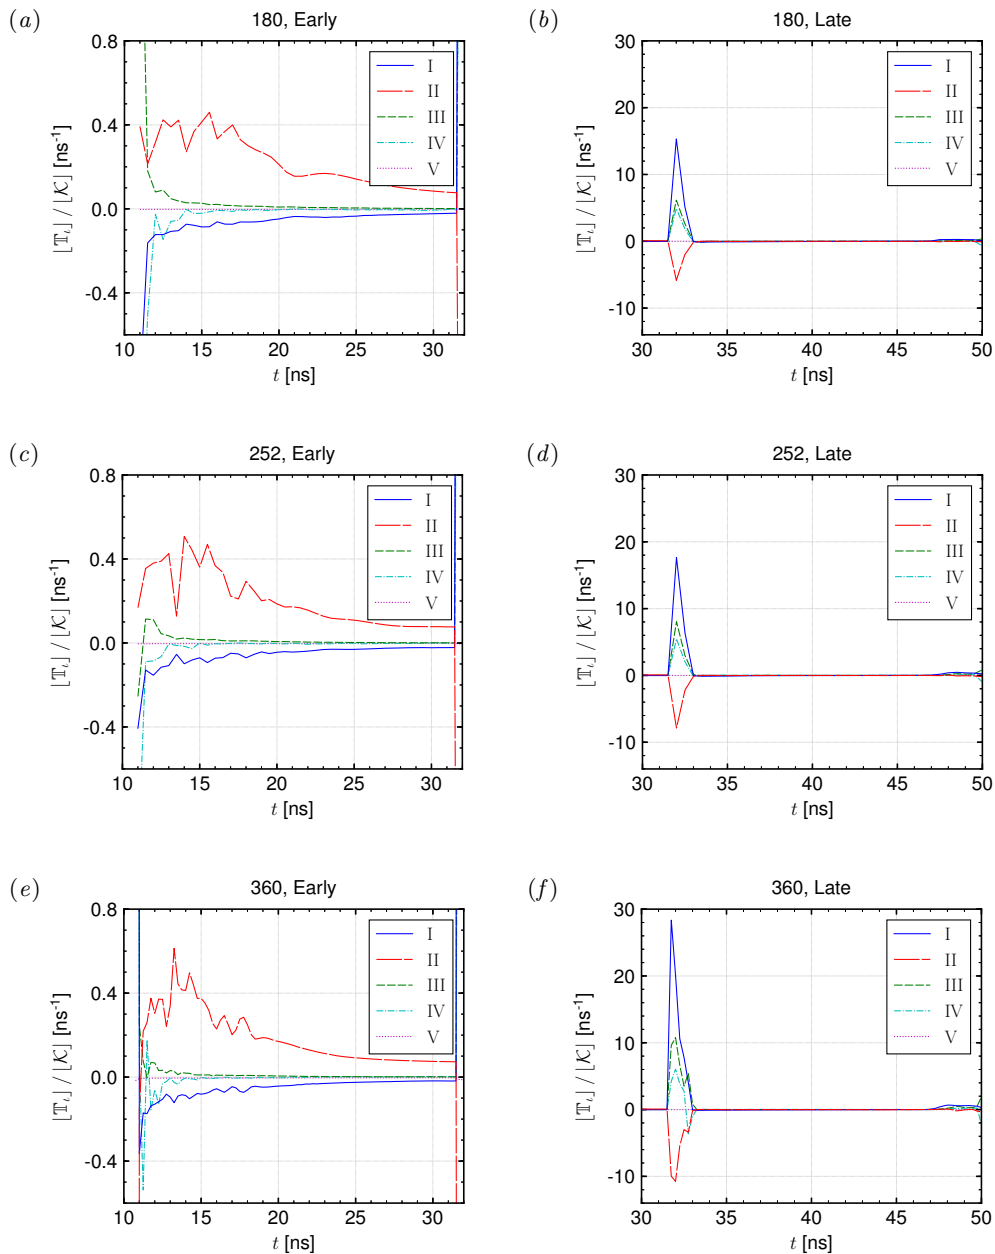 (a)
180, Early
0.8
0.4
0.0
-0.4
10
15
20
25
30
t [ns]
⌊𝕋ι⌋ / ⌊𝒦⌋ [ns⁻¹]
I
II
III
IV
V
(b)
180, Late
30
20
10
0
-10
30
35
40
45
50
t [ns]
⌊𝕋ι⌋ / ⌊𝒦⌋ [ns⁻¹]
I
II
III
IV
V
(c)
252, Early
0.8
0.4
0.0
-0.4
10
15
20
25
30
t [ns]
⌊𝕋ι⌋ / ⌊𝒦⌋ [ns⁻¹]
I
II
III
IV
V
(d)
252, Late
30
20
10
0
-10
30
35
40
45
50
t [ns]
⌊𝕋ι⌋ / ⌊𝒦⌋ [ns⁻¹]
I
II
III
IV
V
(e)
360, Early
0.8
0.4
0.0
-0.4
10
15
20
25
30
t [ns]
⌊𝕋ι⌋ / ⌊𝒦⌋ [ns⁻¹]
I
II
III
IV
V
(f)
360, Late
30
20
10
0
-10
30
35
40
45
50
t [ns]
⌊𝕋ι⌋ / ⌊𝒦⌋ [ns⁻¹]
I
II
III
IV
V